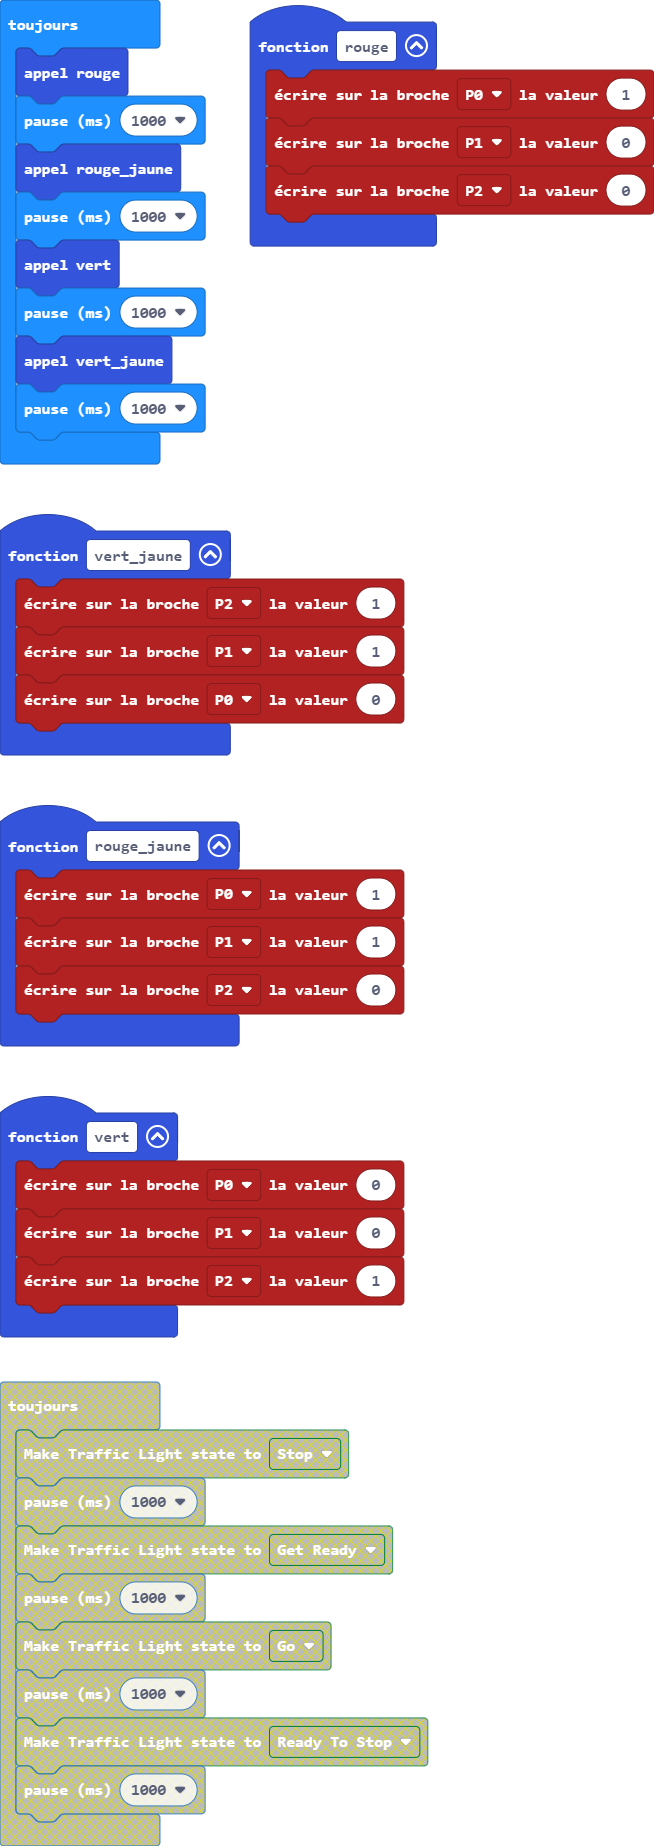 toujours
appel rouge
pause (ms) 1000
appel rouge_jaune
pause (ms) 1000
appel vert
pause (ms) 1000
appel vert_jaune
pause (ms) 1000
fonction rouge
écrire sur la broche P0 la valeur 1
écrire sur la broche P1 la valeur 0
écrire sur la broche P2 la valeur 0
fonction vert_jaune
écrire sur la broche P2 la valeur 1
écrire sur la broche P1 la valeur 1
écrire sur la broche P0 la valeur 0
fonction rouge_jaune
écrire sur la broche P0 la valeur 1
écrire sur la broche P1 la valeur 1
écrire sur la broche P2 la valeur 0
fonction vert
écrire sur la broche P0 la valeur 0
écrire sur la broche P1 la valeur 0
écrire sur la broche P2 la valeur 1
toujours
Make Traffic Light state to Stop
pause (ms) 1000
Make Traffic Light state to Get Ready
pause (ms) 1000
Make Traffic Light state to Go
pause (ms) 1000
Make Traffic Light state to Ready To Stop
pause (ms) 1000